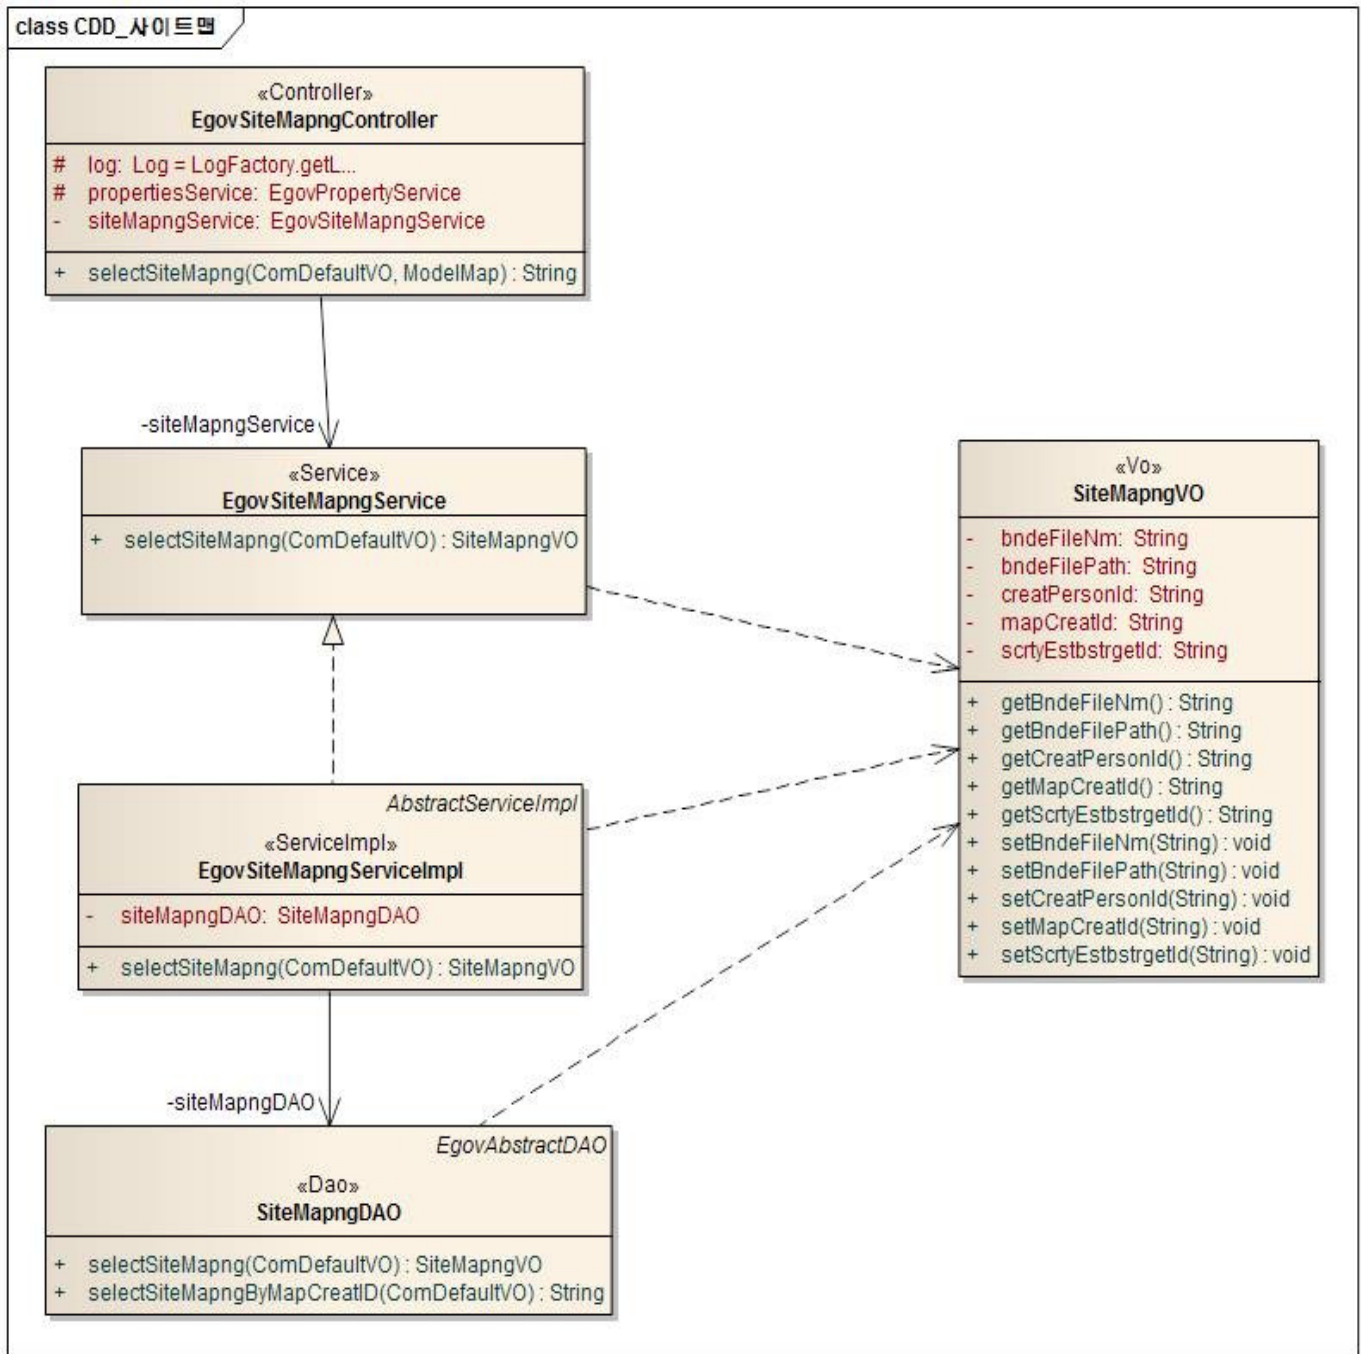 class CDD_사이트맵
«Controller»
EgovSiteMapngController
# log: Log = LogFactory.getL...
# propertiesService: EgovPropertyService
- siteMapngService: EgovSiteMapngService
+ selectSiteMapng(ComDefaultVO, ModelMap) : String
-siteMapngService
«Service»
EgovSiteMapngService
+ selectSiteMapng(ComDefaultVO) : SiteMapngVO
«Vo»
SiteMapngVO
- bndeFileNm: String
- bndeFilePath: String
- creatPersonId: String
- mapCreatId: String
- scrtyEstbstrgetId: String
+ getBndeFileNm() : String
+ getBndeFilePath() : String
+ getCreatPersonId() : String
+ getMapCreatId() : String
+ getScrtyEstbstrgetId() : String
+ setBndeFileNm(String) : void
+ setBndeFilePath(String) : void
+ setCreatPersonId(String) : void
+ setMapCreatId(String) : void
+ setScrtyEstbstrgetId(String) : void
AbstractServiceImpl
«ServiceImpl»
EgovSiteMapngServiceImpl
- siteMapngDAO: SiteMapngDAO
+ selectSiteMapng(ComDefaultVO) : SiteMapngVO
-siteMapngDAO
EgovAbstractDAO
«Dao»
SiteMapngDAO
+ selectSiteMapng(ComDefaultVO) : SiteMapngVO
+ selectSiteMapngByMapCreatID(ComDefaultVO) : String